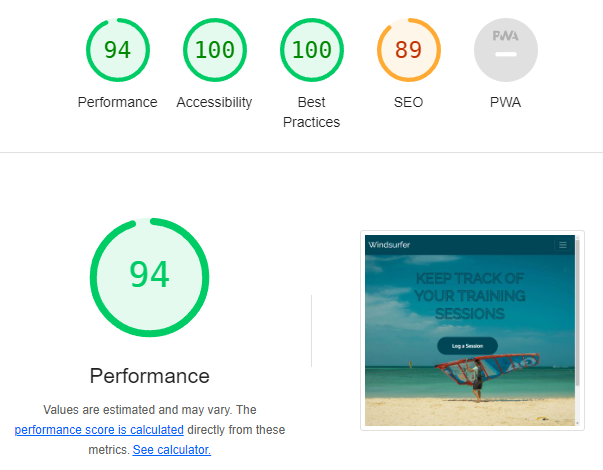 94 100 100 89 PWA
Performance Accessibility Best Practices SEO PWA
94
Performance
Values are estimated and may vary. The
performance score is calculated directly from these
metrics. See calculator.
Windsurfer
KEEP TRACK OF
YOUR TRAINING
SESSIONS
Log a Session